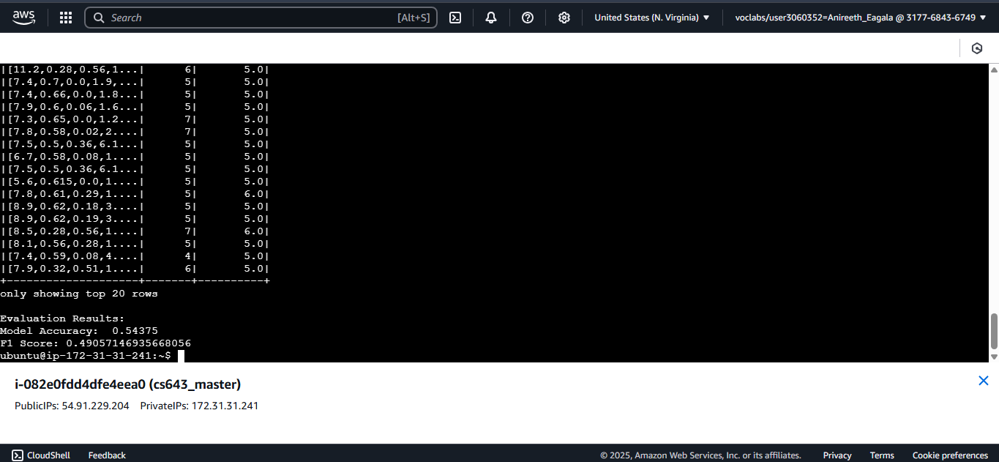 aws
Search [Alt+S] United States (N. Virginia) ▼ voclabs/user3060352=Anireeth_Eagala @ 3177-6843-6749 ▼
|[11.2,0.28,0.56,1...|      6|       5.0|
|[7.4,0.7,0.0,1.9,...|      5|       5.0|
|[7.4,0.66,0.0,1.8...|      5|       5.0|
|[7.9,0.6,0.06,1.6...|      5|       5.0|
|[7.3,0.65,0.0,1.2...|      7|       5.0|
|[7.8,0.58,0.02,2....|      7|       5.0|
|[7.5,0.5,0.36,6.1...|      5|       5.0|
|[6.7,0.58,0.08,1....|      5|       5.0|
|[7.5,0.5,0.36,6.1...|      5|       5.0|
|[5.6,0.615,0.0,1....|      5|       5.0|
|[7.8,0.61,0.29,1....|      5|       6.0|
|[8.9,0.62,0.18,3....|      5|       5.0|
|[8.9,0.62,0.19,3....|      5|       5.0|
|[8.5,0.28,0.56,1....|      7|       6.0|
|[8.1,0.56,0.28,1....|      5|       5.0|
|[7.4,0.59,0.08,4....|      4|       5.0|
|[7.9,0.32,0.51,1....|      6|       5.0|
+--------------------+-------+----------+
only showing top 20 rows
Evaluation Results:
Model Accuracy:  0.54375
F1 Score: 0.49057146935668056
ubuntu@ip-172-31-31-241:~$
i-082e0fdd4dfe4eea0 (cs643_master)
PublicIPs: 54.91.229.204 PrivateIPs: 172.31.31.241
CloudShell Feedback © 2025, Amazon Web Services, Inc. or its affiliates. Privacy Terms Cookie preferences